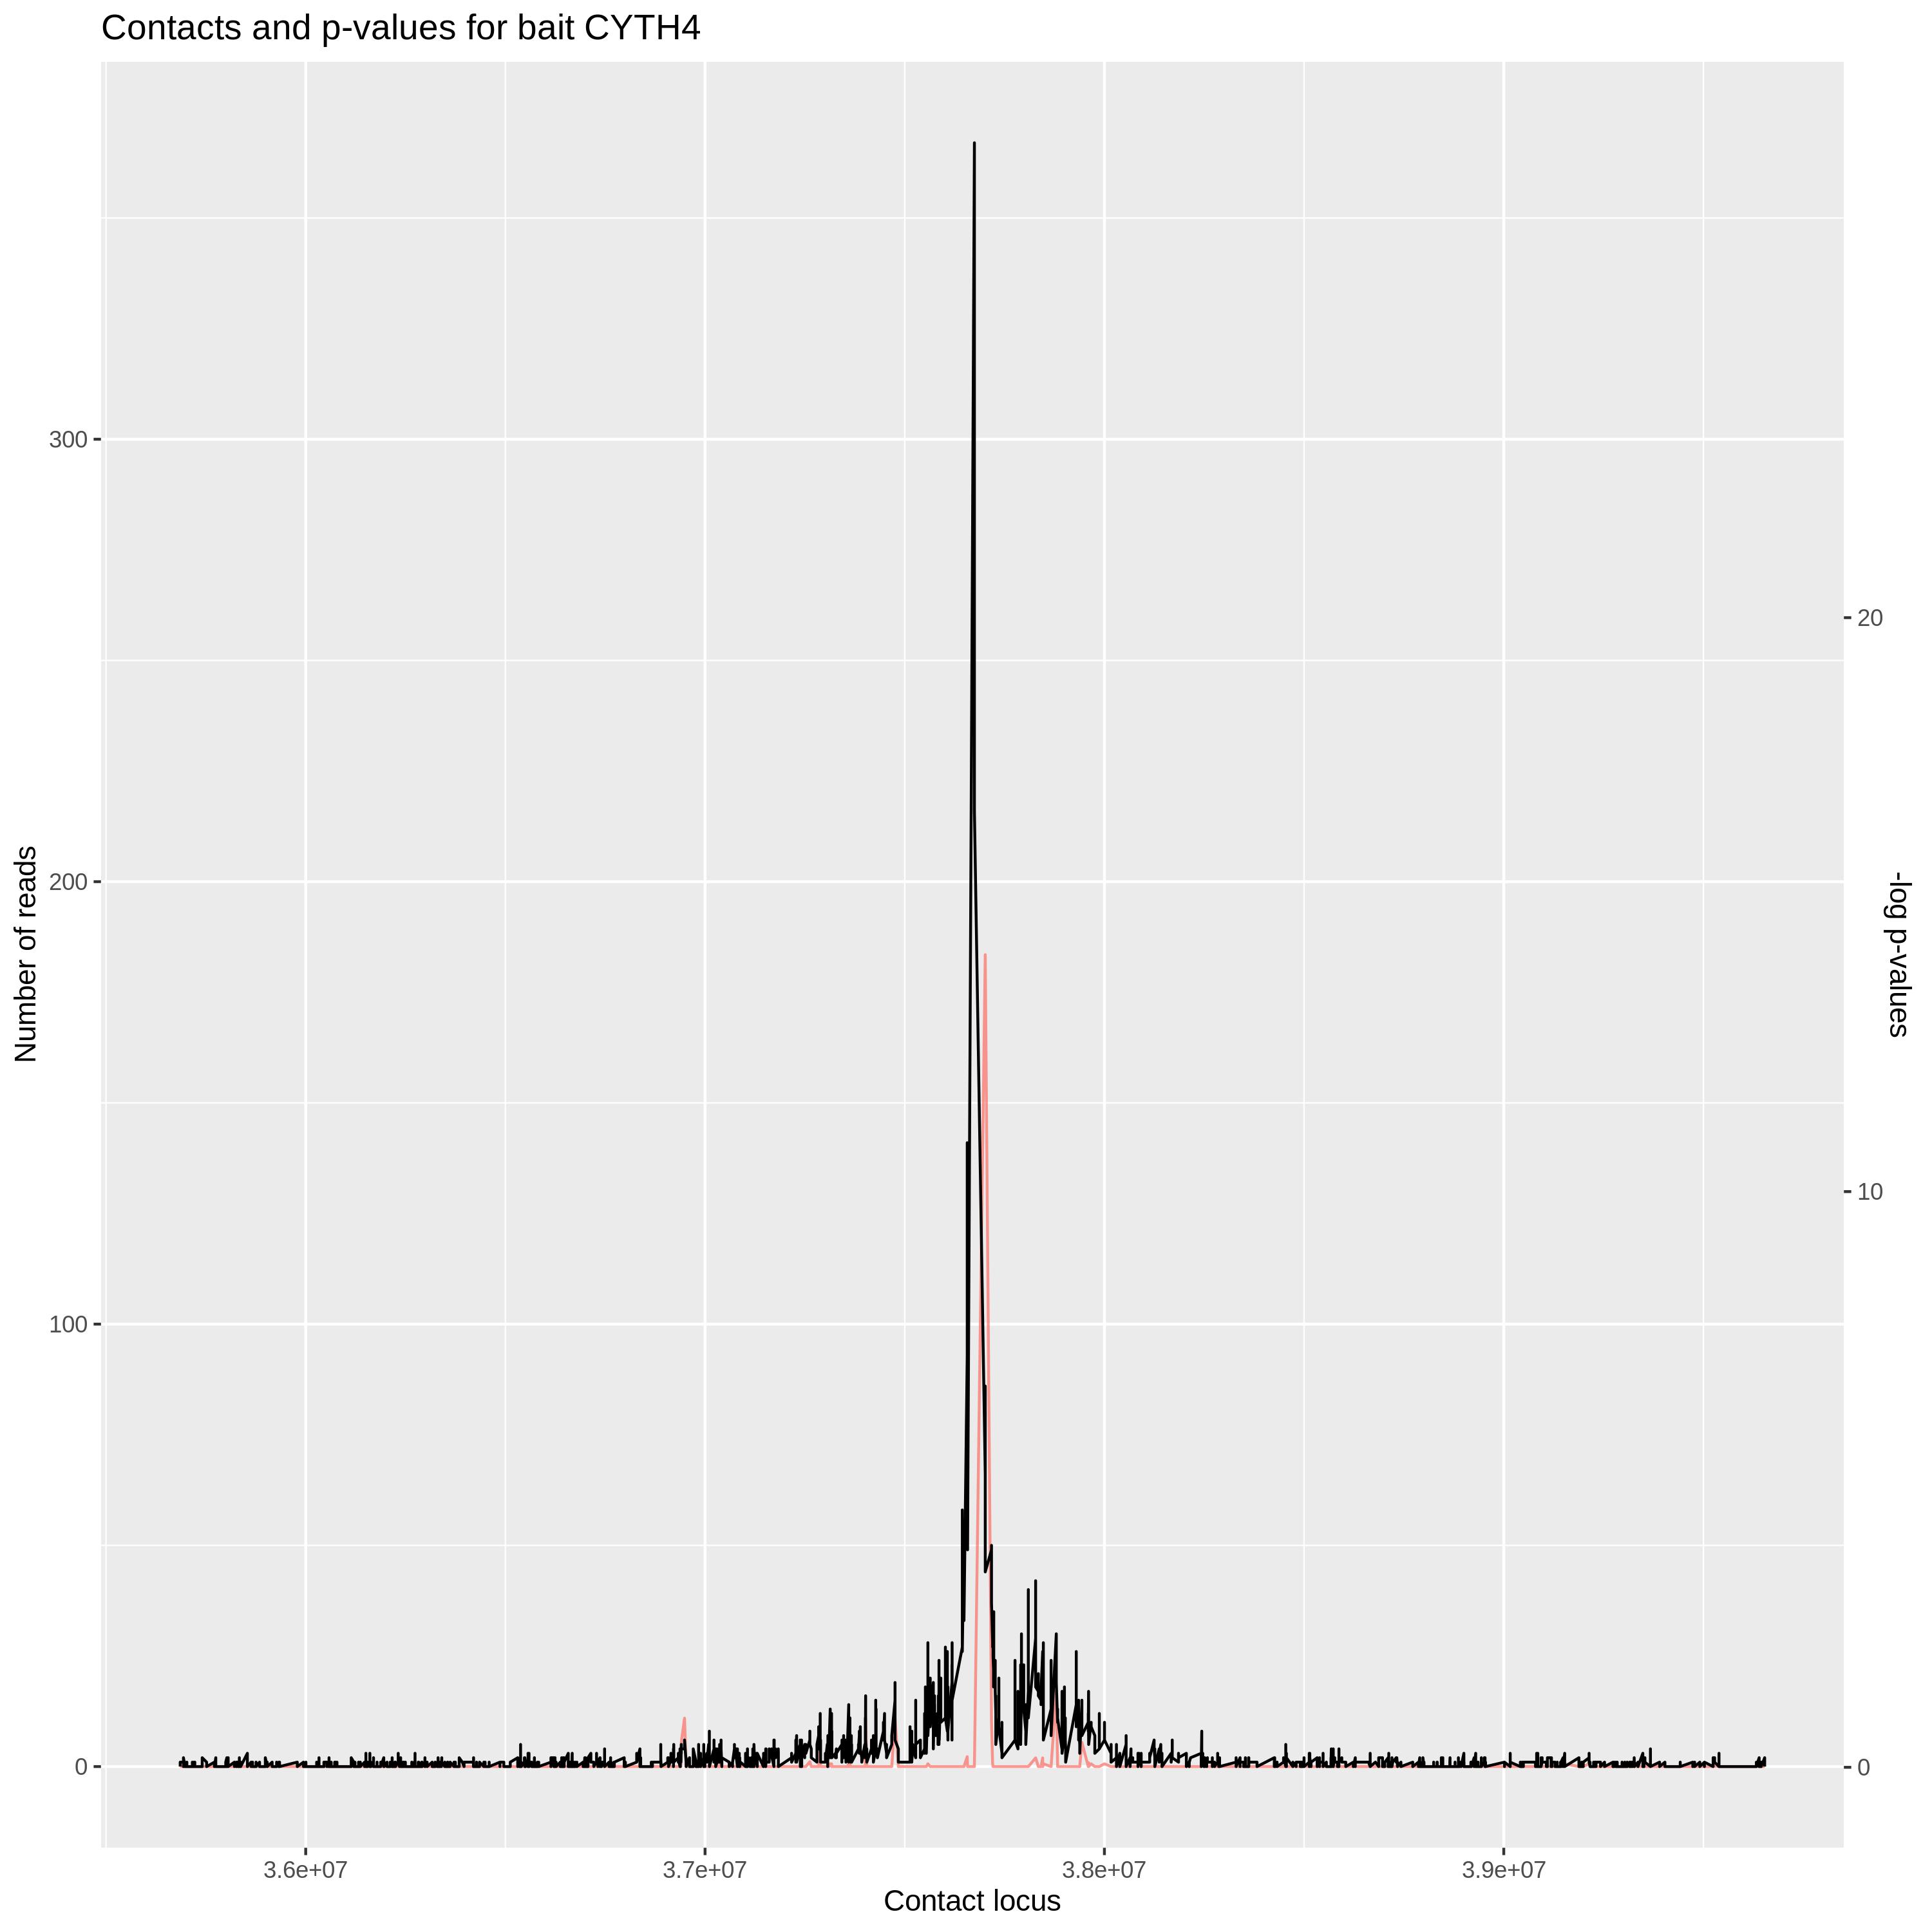 Contacts and p-values for bait CYTH4
Number of reads
300
200
100
0
20
10
0
-log p-values
3.6e+07
3.7e+07
3.8e+07
3.9e+07
Contact locus